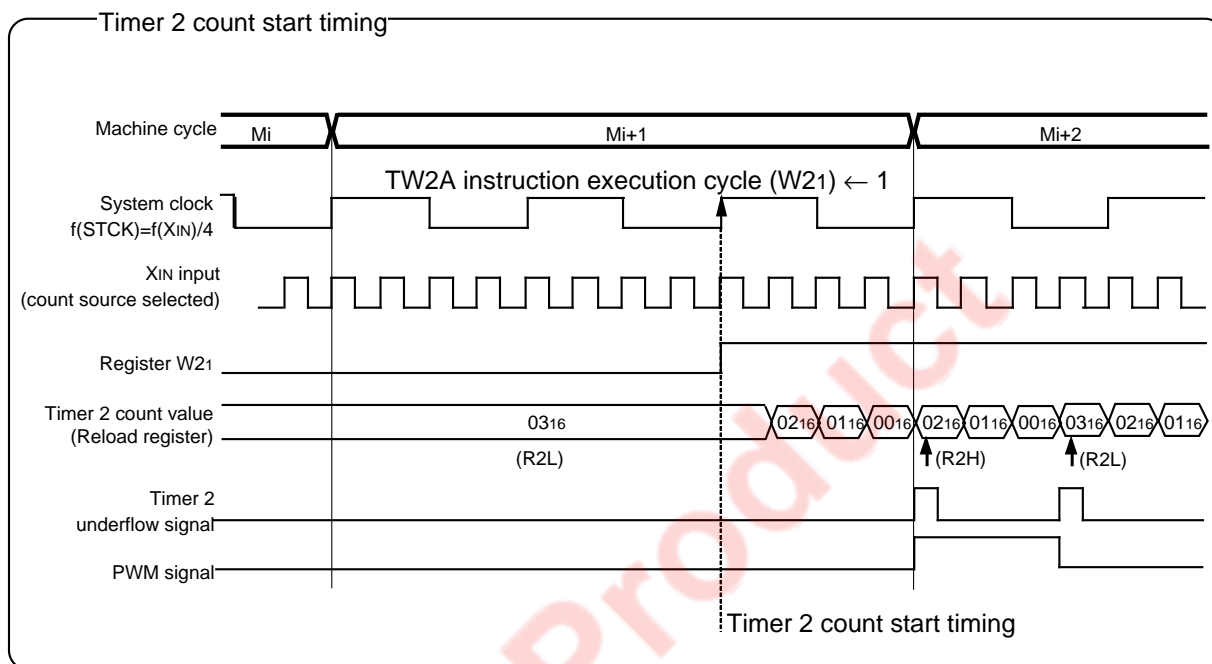 Timer 2 count start timing
Machine cycle Mi Mi+1 Mi+2
TW2A instruction execution cycle (W21) ← 1
System clock
f(STCK)=f(XIN)/4
XIN input
(count source selected)
Register W21
Timer 2 count value
(Reload register)
0316 0216 0116 0016 0216 0116 0016 0316 0216 0116
(R2L) (R2H) (R2L)
Timer 2
underflow signal
PWM signal
Timer 2 count start timing
Product